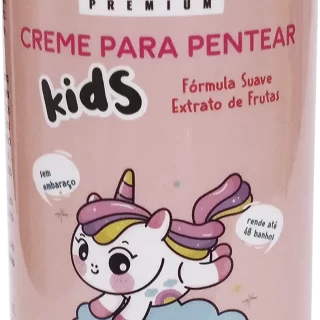 PREMIUM
CREME PARA PENTEAR
kids
Fórmula Suave
Extrato de Frutas
sem
embaraço
rende até
48 banhos